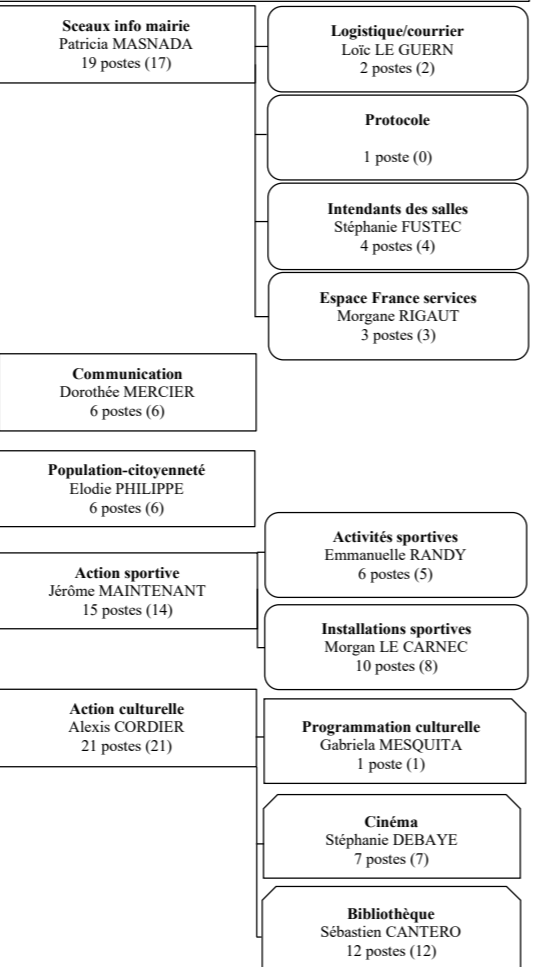 Sceaux info mairie
Patricia MASNADA
19 postes (17)
Logistique/courrier
Loïc LE GUERN
2 postes (2)
Protocole
1 poste (0)
Intendants des salles
Stéphanie FUSTEC
4 postes (4)
Espace France services
Morgane RIGAUT
3 postes (3)
Communication
Dorothée MERCIER
6 postes (6)
Population-citoyenneté
Elodie PHILIPPE
6 postes (6)
Action sportive
Jérôme MAINTENANT
15 postes (14)
Activités sportives
Emmanuelle RANDY
6 postes (5)
Installations sportives
Morgan LE CARNEC
10 postes (8)
Action culturelle
Alexis CORDIER
21 postes (21)
Programmation culturelle
Gabriela MESQUITA
1 poste (1)
Cinéma
Stéphanie DEBAYE
7 postes (7)
Bibliothèque
Sébastien CANTERO
12 postes (12)